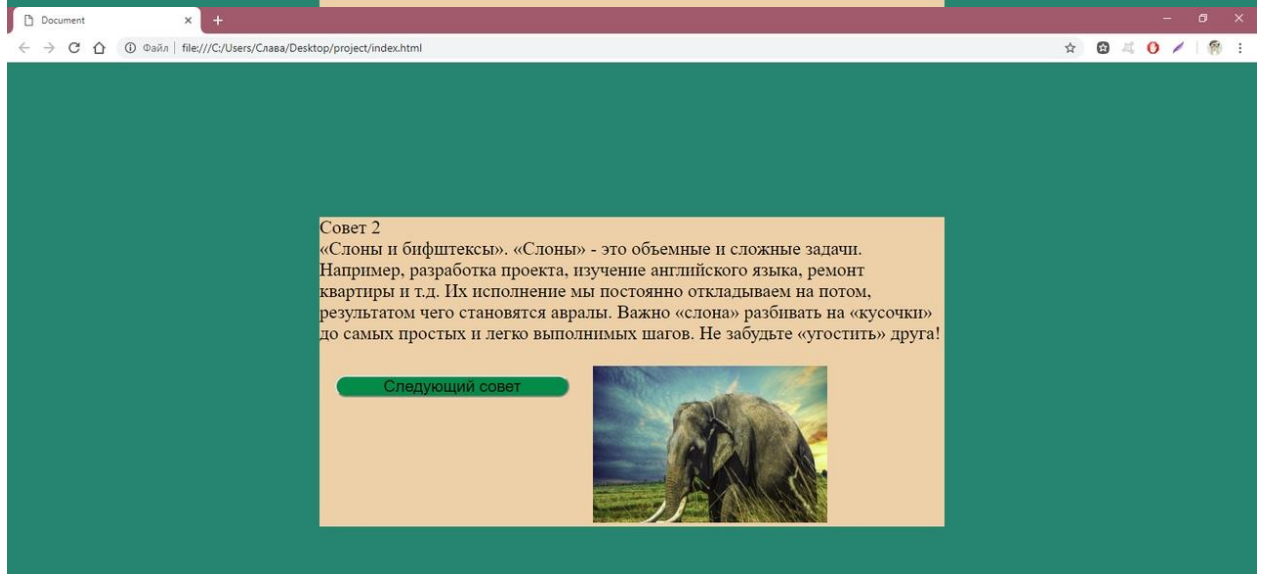 Document
Файл file:///C:/Users/Слава/Desktop/project/index.html
Совет 2
«Слоны и бифштексы». «Слоны» - это объемные и сложные задачи.
Например, разработка проекта, изучение английского языка, ремонт
квартиры и т.д. Их исполнение мы постоянно откладываем на потом,
результатом чего становятся авралы. Важно «слона» разбивать на «кусочки»
до самых простых и легко выполнимых шагов. Не забудьте «угостить» друга!
Следующий совет